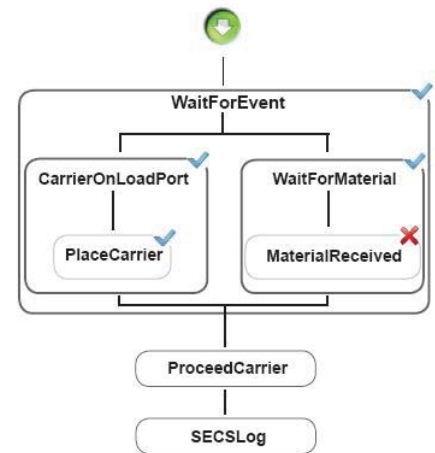 WaitForEvent
CarrierOnLoadPort
WaitForMaterial
PlaceCarrier
MaterialReceived
ProceedCarrier
SECSLog